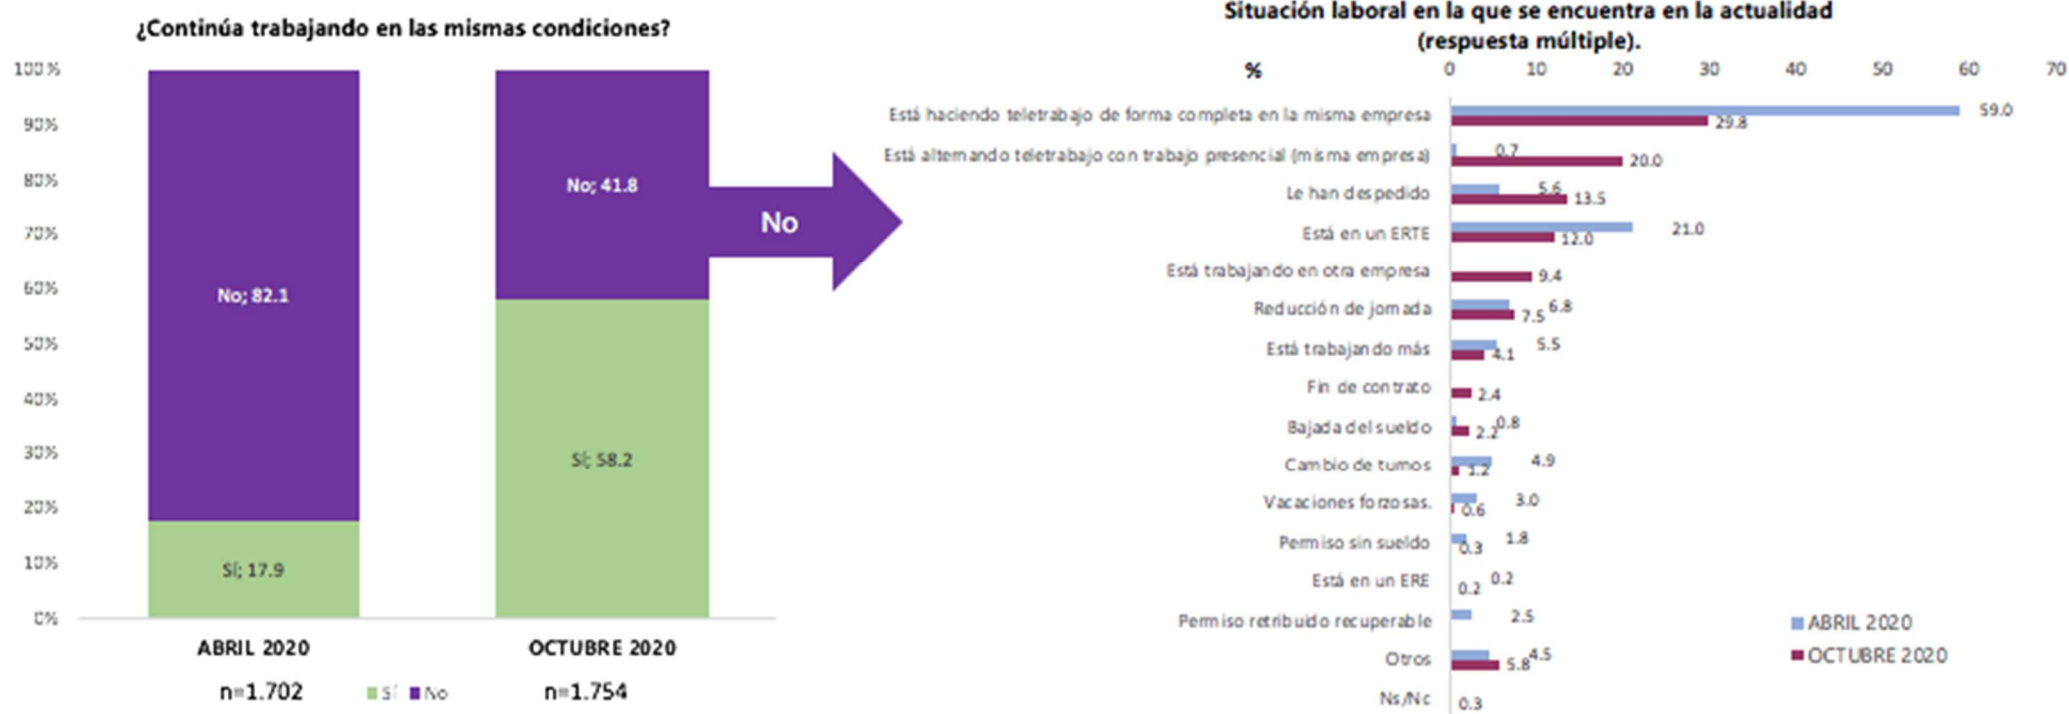 ¿Continúa trabajando en las mismas condiciones?
100%
90%
80%
70%
60%
50%
40%
30%
20%
10%
0%
No; 82.1
Sí; 17.9
No; 41.8
Sí; 58.2
No
ABRIL 2020
OCTUBRE 2020
n=1.702
Sí
No
n=1.754
Situación laboral en la que se encuentra en la actualidad
(respuesta múltiple).
% 0 10 20 30 40 50 60 70
Está haciendo teletrabajo de forma completa en la misma empresa 59.0
29.8
Está alternando teletrabajo con trabajo presencial (misma empresa) 0.7
20.0
Le han despedido 5.6
13.5
Está en un ERTE 21.0
12.0
Está trabajando en otra empresa 9.4
Reducción de jornada 6.8
7.5
Está trabajando más 5.5
4.1
Fin de contrato 2.4
Bajada del sueldo 0.8
2.2
Cambio de turnos 4.9
1.2
Vacaciones forzosas. 3.0
0.6
Permiso sin sueldo 1.8
0.3
Está en un ERE 0.2
0.2
Permiso retribuido recuperable 2.5
Otros 4.5
5.8
Ns/Nc 0.3
ABRIL 2020
OCTUBRE 2020